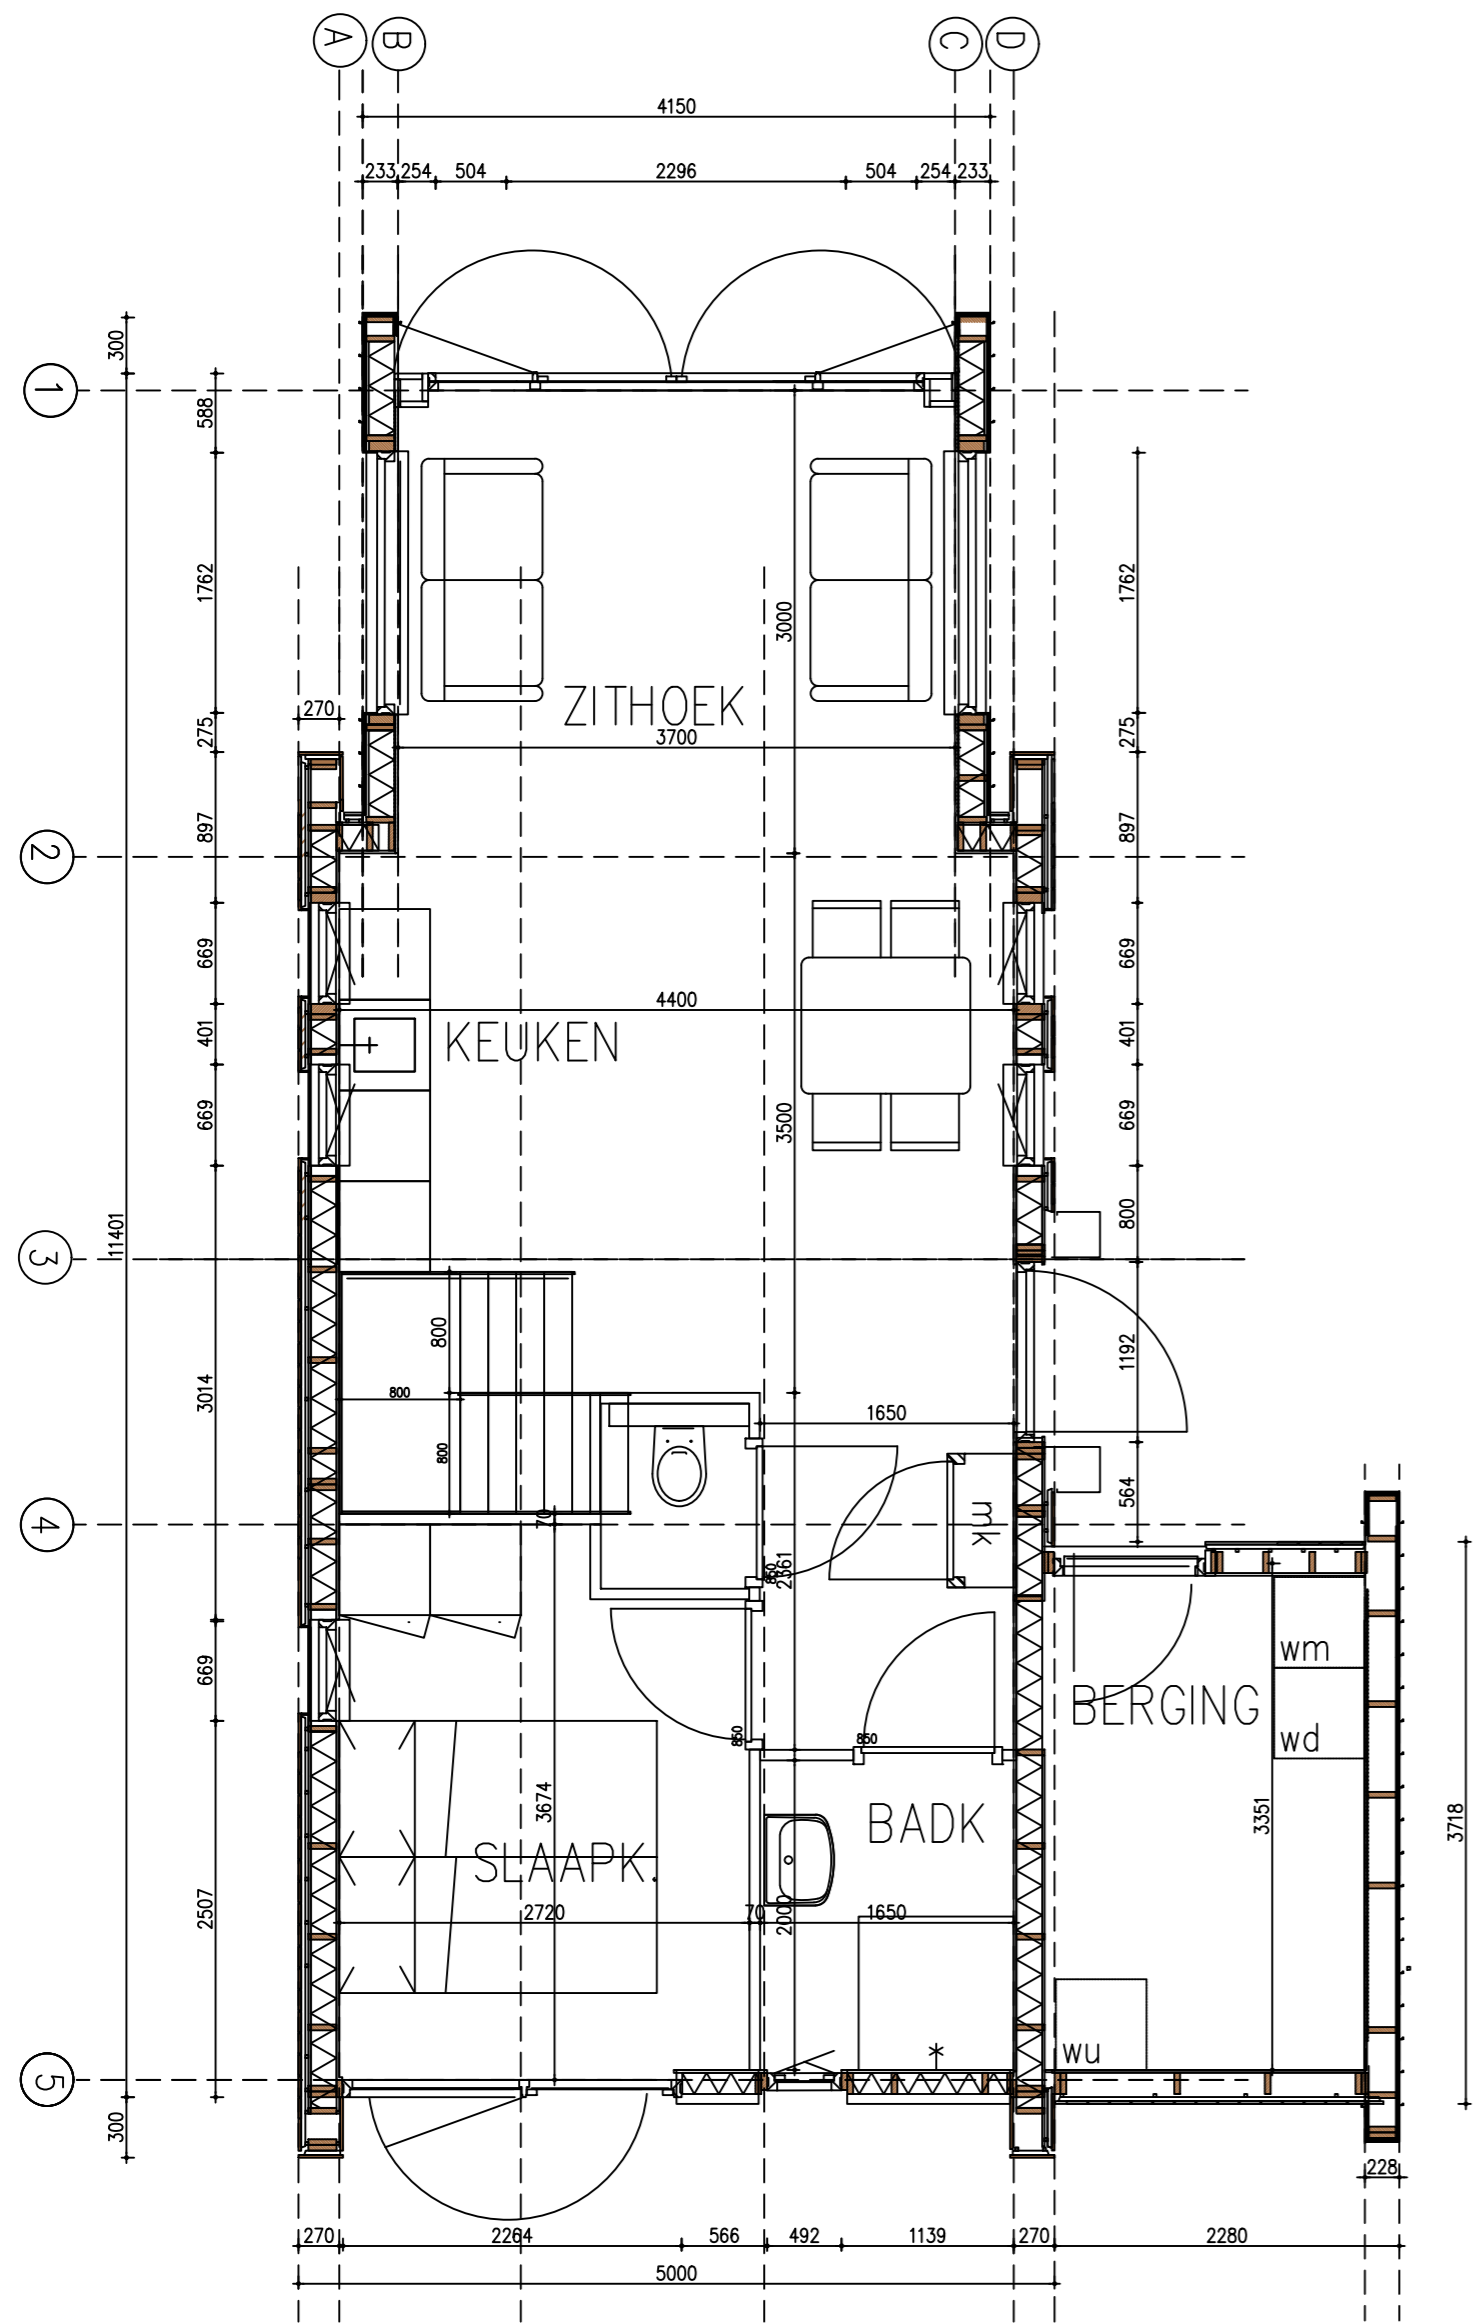 A B C D
4150
233 254 504 2296 504 254 233
300
1
588
1762 3000 1762
ZITHOEK
270
275 3700 275
897 897
2
669 669
4400
401 KEUKEN 401
669 3500 669
800
11401
3
800 1192
3014 800
1650
800 564
mk
4 70
850 2361
wm
669
BERGING
850 850 wd
3674 BADK 3351 3718
SLAAPK.
2507 2720 70 2000 1650
*
wu
5
300
228
270 2264 566 492 1139 270 2280
5000